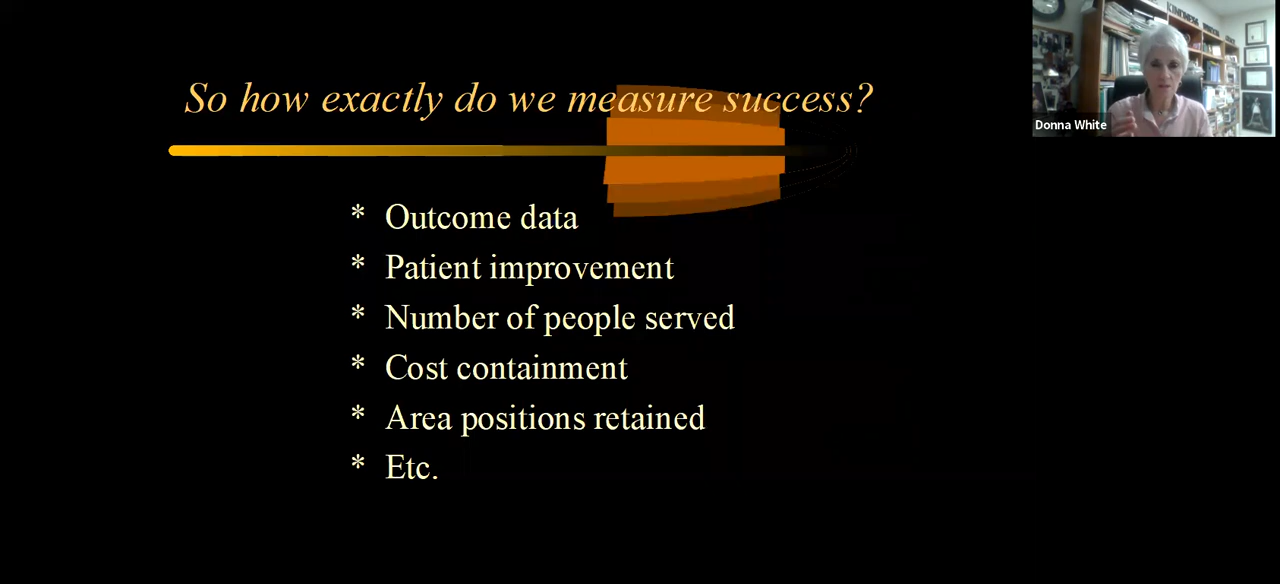 So how exactly do we measure success?
* Outcome data
* Patient improvement
* Number of people served
* Cost containment
* Area positions retained
* Etc.
KINDNESS
Donna White